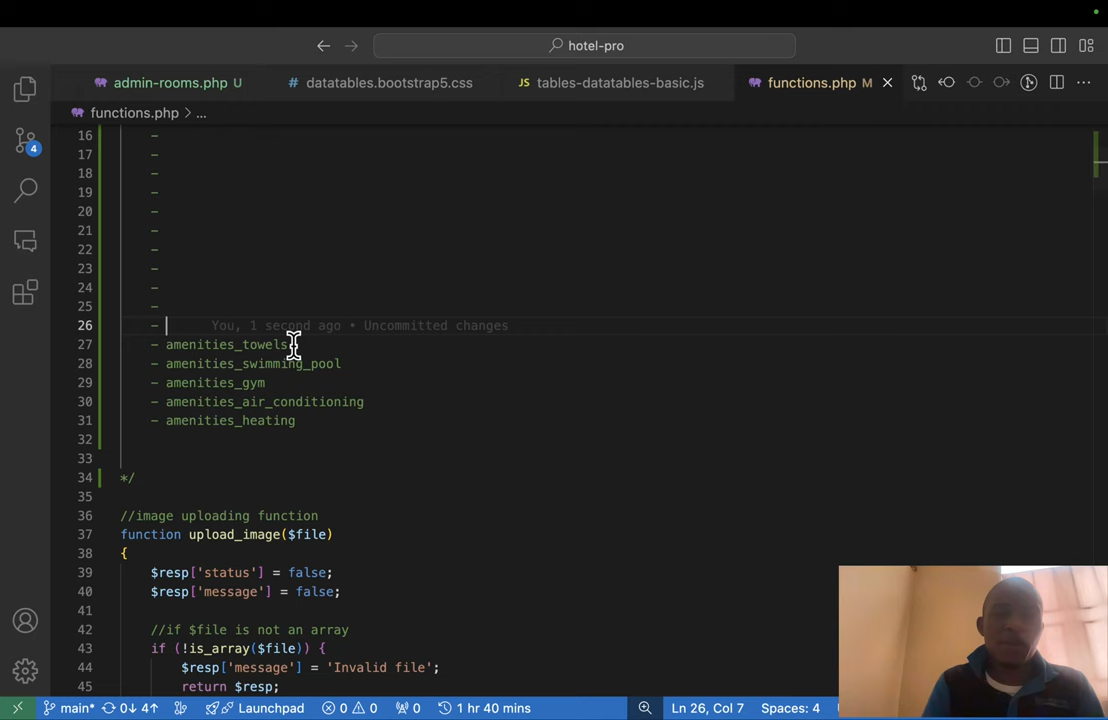 hotel-pro
admin-rooms.php U
# datatables.bootstrap5.css
JS tables-datatables-basic.js
functions.php M
functions.php > ...
16 -
17 -
18 -
19 -
20 -
21 -
22 -
23 -
24 -
25 -
26 - You, 1 second ago • Uncommitted changes
27 - amenities_towels
28 - amenities_swimming_pool
29 - amenities_gym
30 - amenities_air_conditioning
31 - amenities_heating
32
33
34 */
35
36 //image uploading function
37 function upload_image($file)
38 {
39 $resp['status'] = false;
40 $resp['message'] = false;
41
42 //if $file is not an array
43 if (!is_array($file)) {
44 $resp['message'] = 'Invalid file';
45 return $resp;
4
main* 0↓ 4↑ Launchpad 0 0 0 1 hr 40 mins Ln 26, Col 7 Spaces: 4